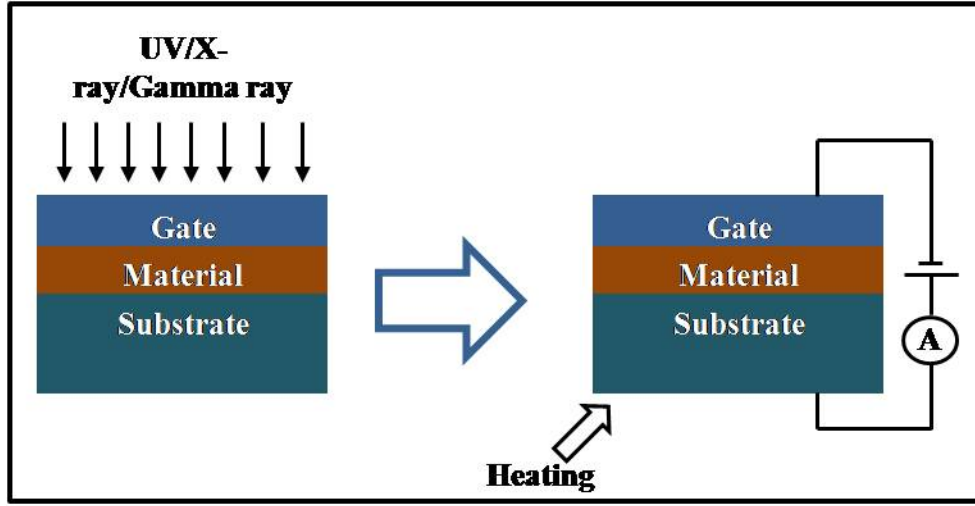 UV/X-
ray/Gamma ray
Gate
Material
Substrate
Gate
Material
Substrate
A
Heating